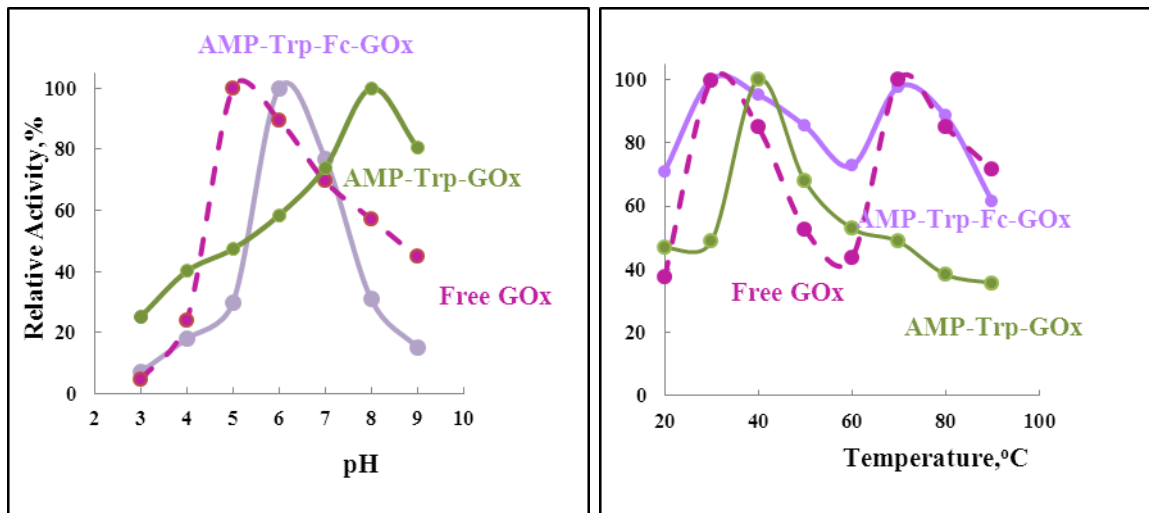 AMP-Trp-Fc-GOx
Relative Activity,%
100
80
60
40
20
0
AMP-Trp-GOx
Free GOx
2 3 4 5 6 7 8 9 10
pH
100
80
60
40
20
0
AMP-Trp-Fc-GOx
Free GOx
AMP-Trp-GOx
20 40 60 80 100
Temperature,ºC